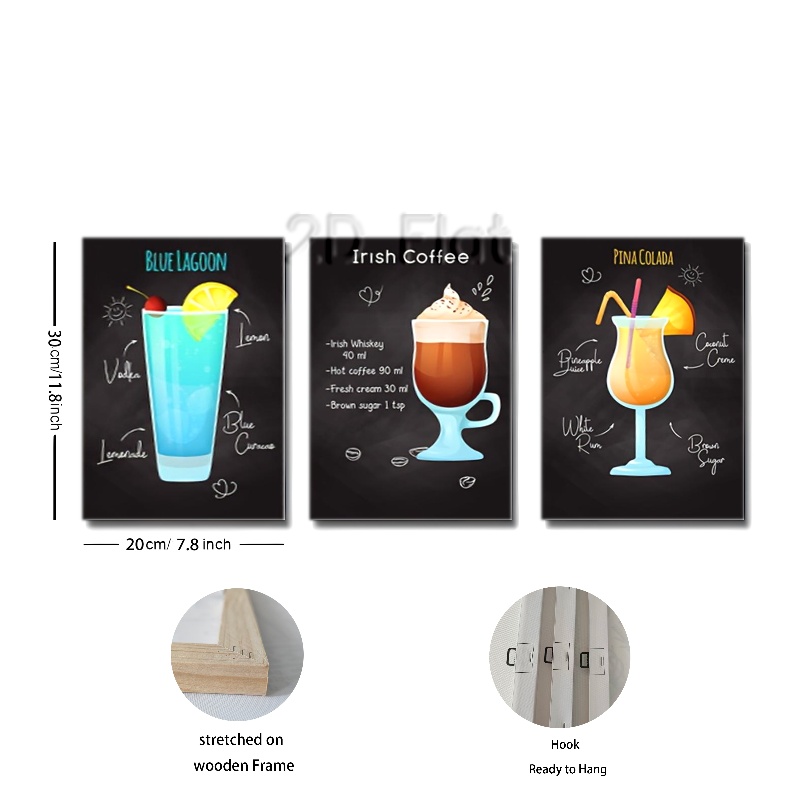 2D Flat
BLUE LAGOON
Lemon
Vodka
Blue
Curacao
Lemonade
Irish Coffee
-Irish Whiskey
40 ml
-Hot coffee 90 ml
-Fresh cream 30 ml
-Brown sugar 1 tsp
PINA COLADA
Pineapple
Juice
Coconut
Creme
White
Rum
Brown
Sugar
30cm/11.8inch
20cm/ 7.8 inch
stretched on
wooden Frame
Hook
Ready to Hang